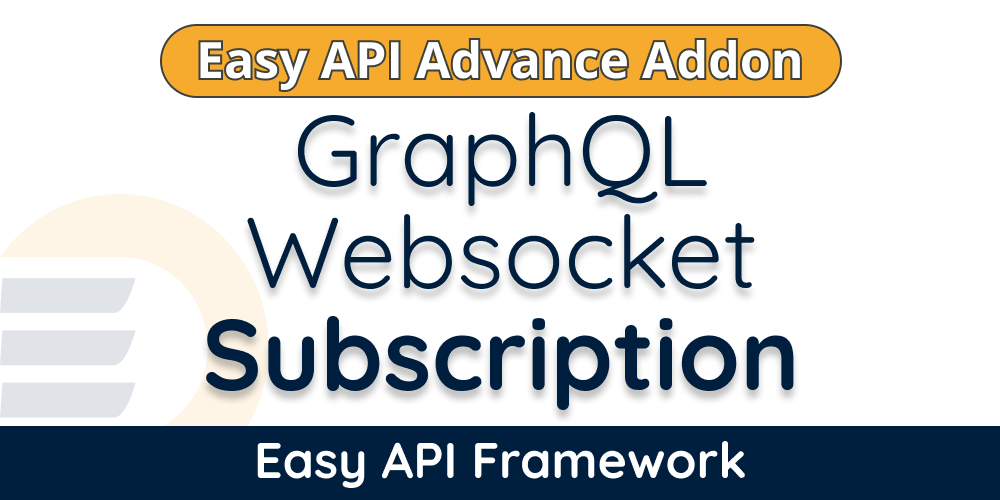 Easy API Advance Addon
GraphQL
Websocket
Subscription
Easy API Framework